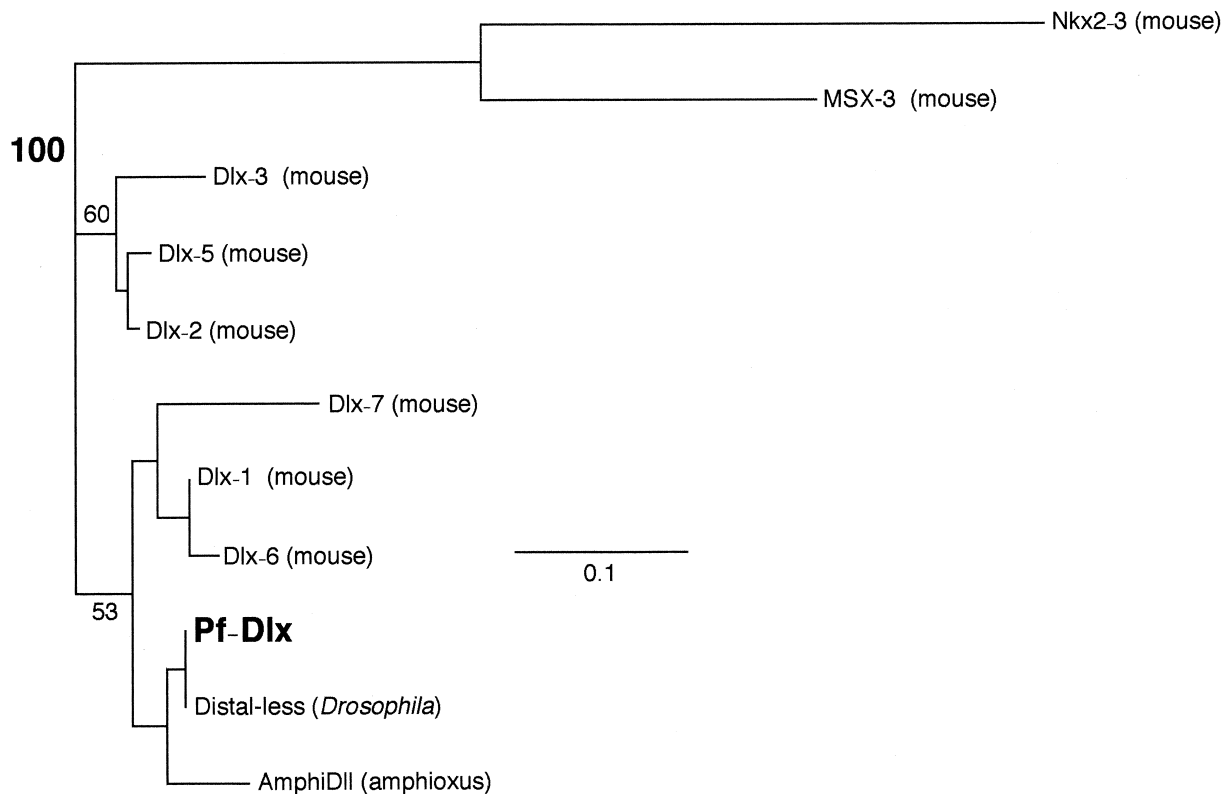 Nkx2-3 (mouse)
MSX-3 (mouse)
100
Dlx-3 (mouse)
60
Dlx-5 (mouse)
Dlx-2 (mouse)
Dlx-7 (mouse)
Dlx-1 (mouse)
Dlx-6 (mouse)
0.1
53
Pf-Dlx
Distal-less (Drosophila)
AmphiDll (amphioxus)